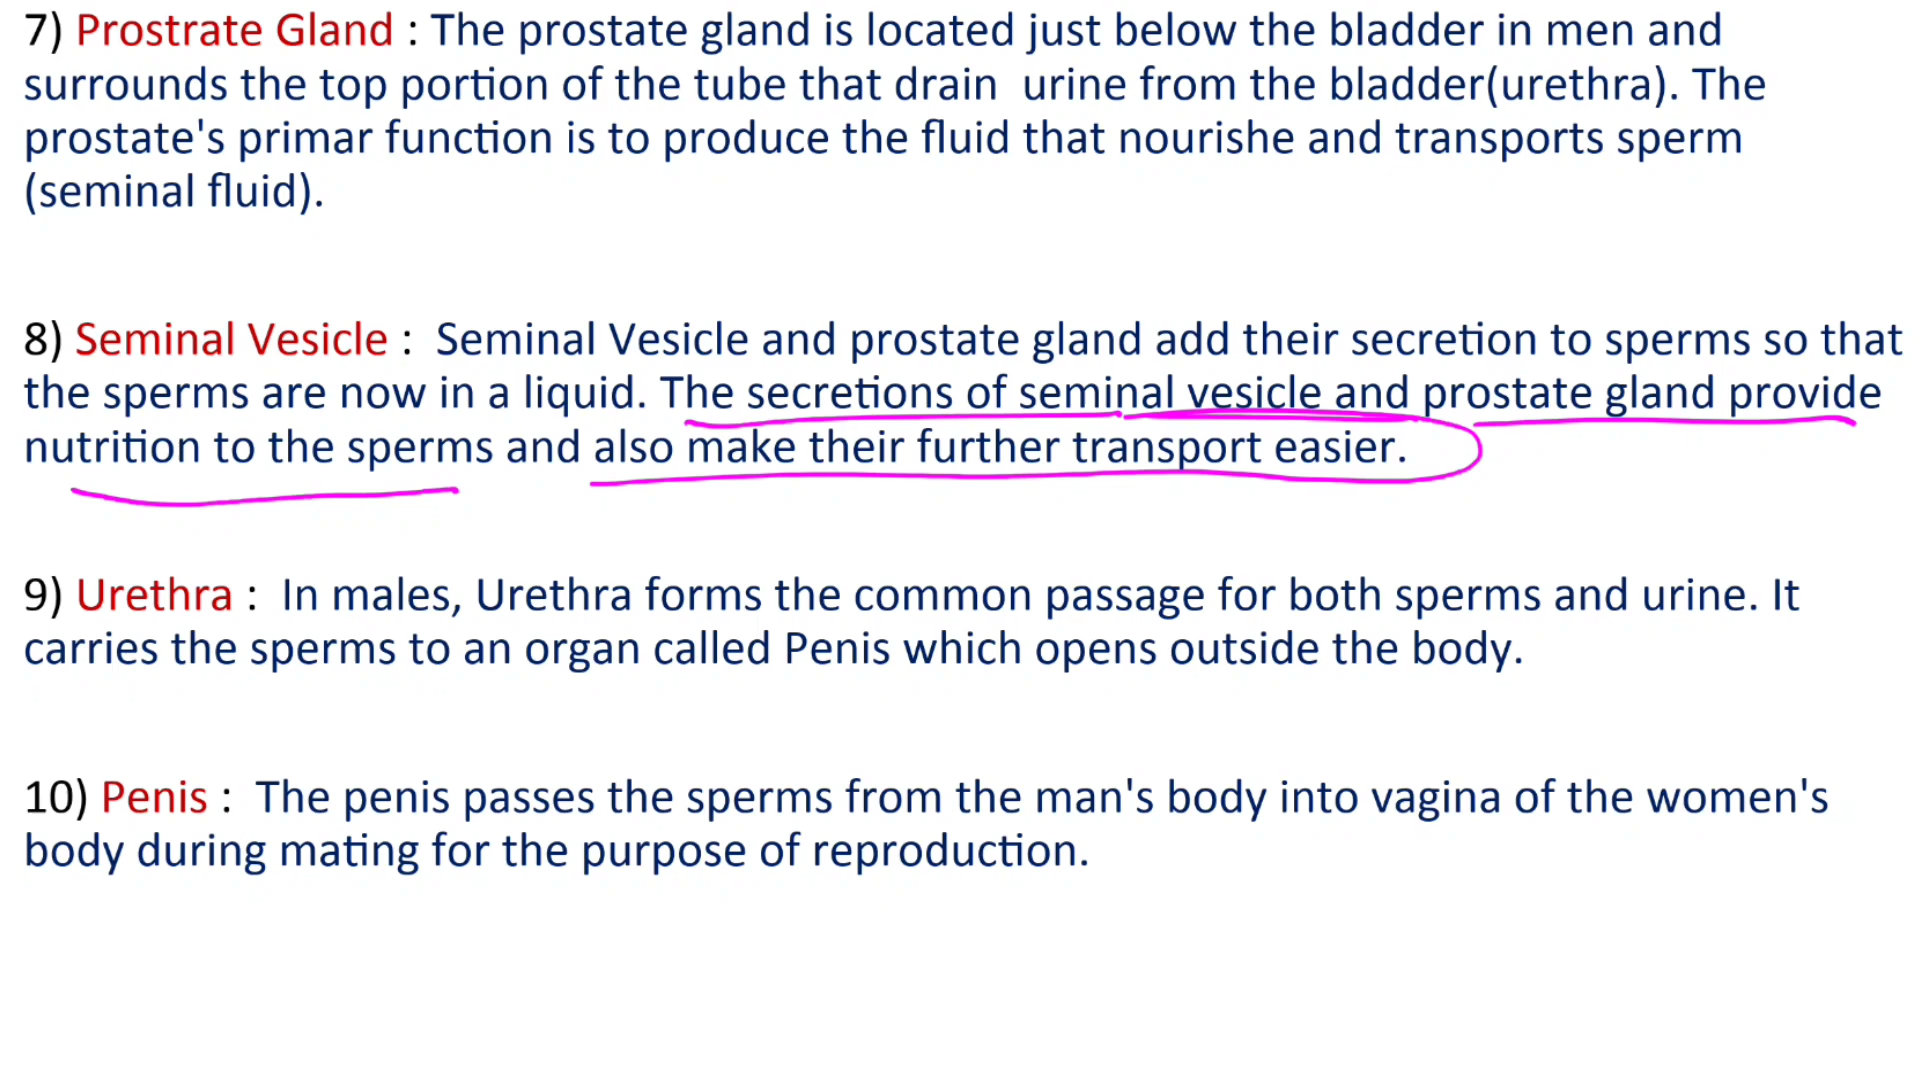 7) Prostrate Gland : The prostate gland is located just below the bladder in men and
surrounds the top portion of the tube that drain  urine from the bladder(urethra). The
prostate's primar function is to produce the fluid that nourishe and transports sperm
(seminal fluid).
8) Seminal Vesicle :  Seminal Vesicle and prostate gland add their secretion to sperms so that
the sperms are now in a liquid. The secretions of seminal vesicle and prostate gland provide
nutrition to the sperms and also make their further transport easier.
9) Urethra :  In males, Urethra forms the common passage for both sperms and urine. It
carries the sperms to an organ called Penis which opens outside the body.
10) Penis :  The penis passes the sperms from the man's body into vagina of the women's
body during mating for the purpose of reproduction.